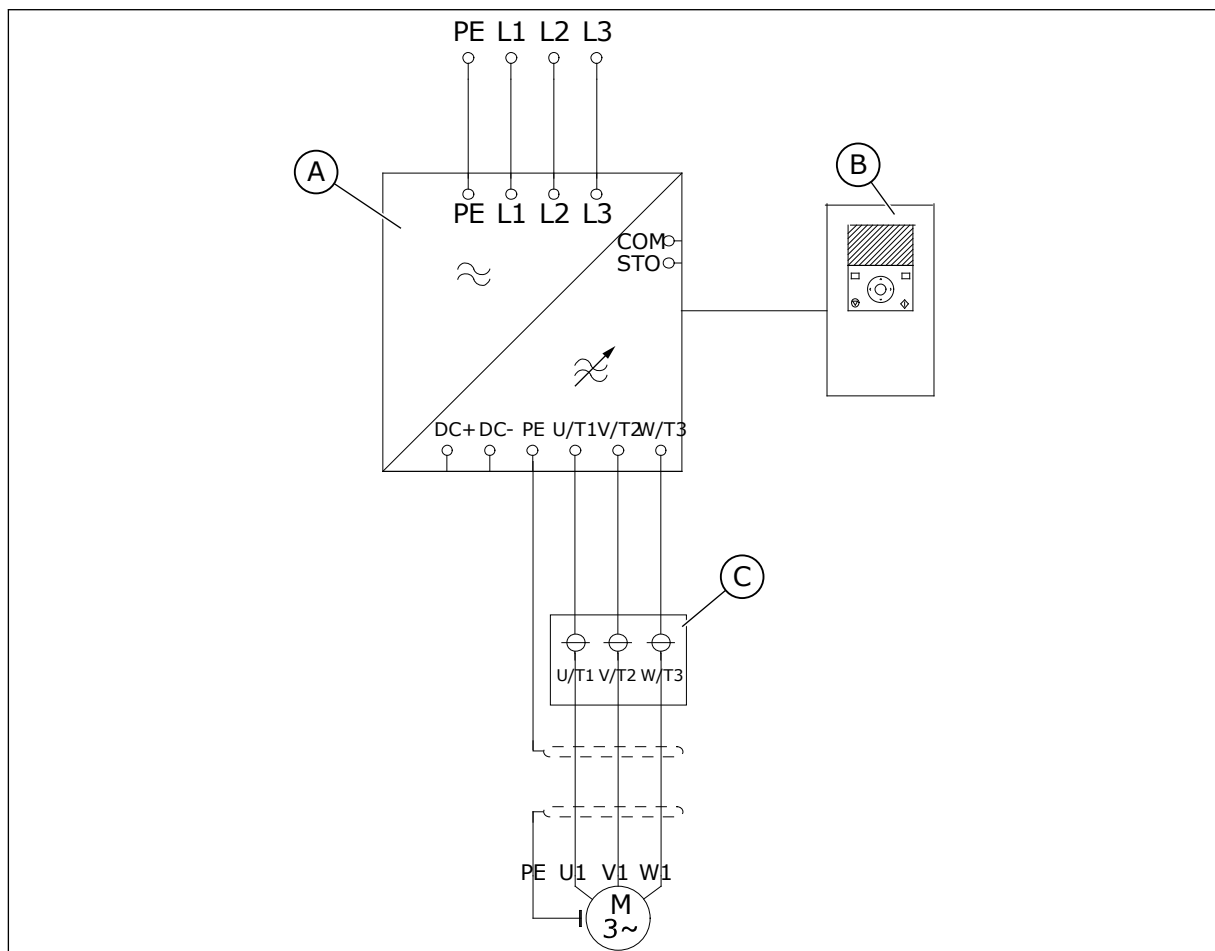 PE L1 L2 L3
A
B
PE L1 L2 L3
COM
STO
DC+ DC- PE U/T1 V/T2 W/T3
C
U/T1 V/T2 W/T3
PE U1 V1 W1
M
3~